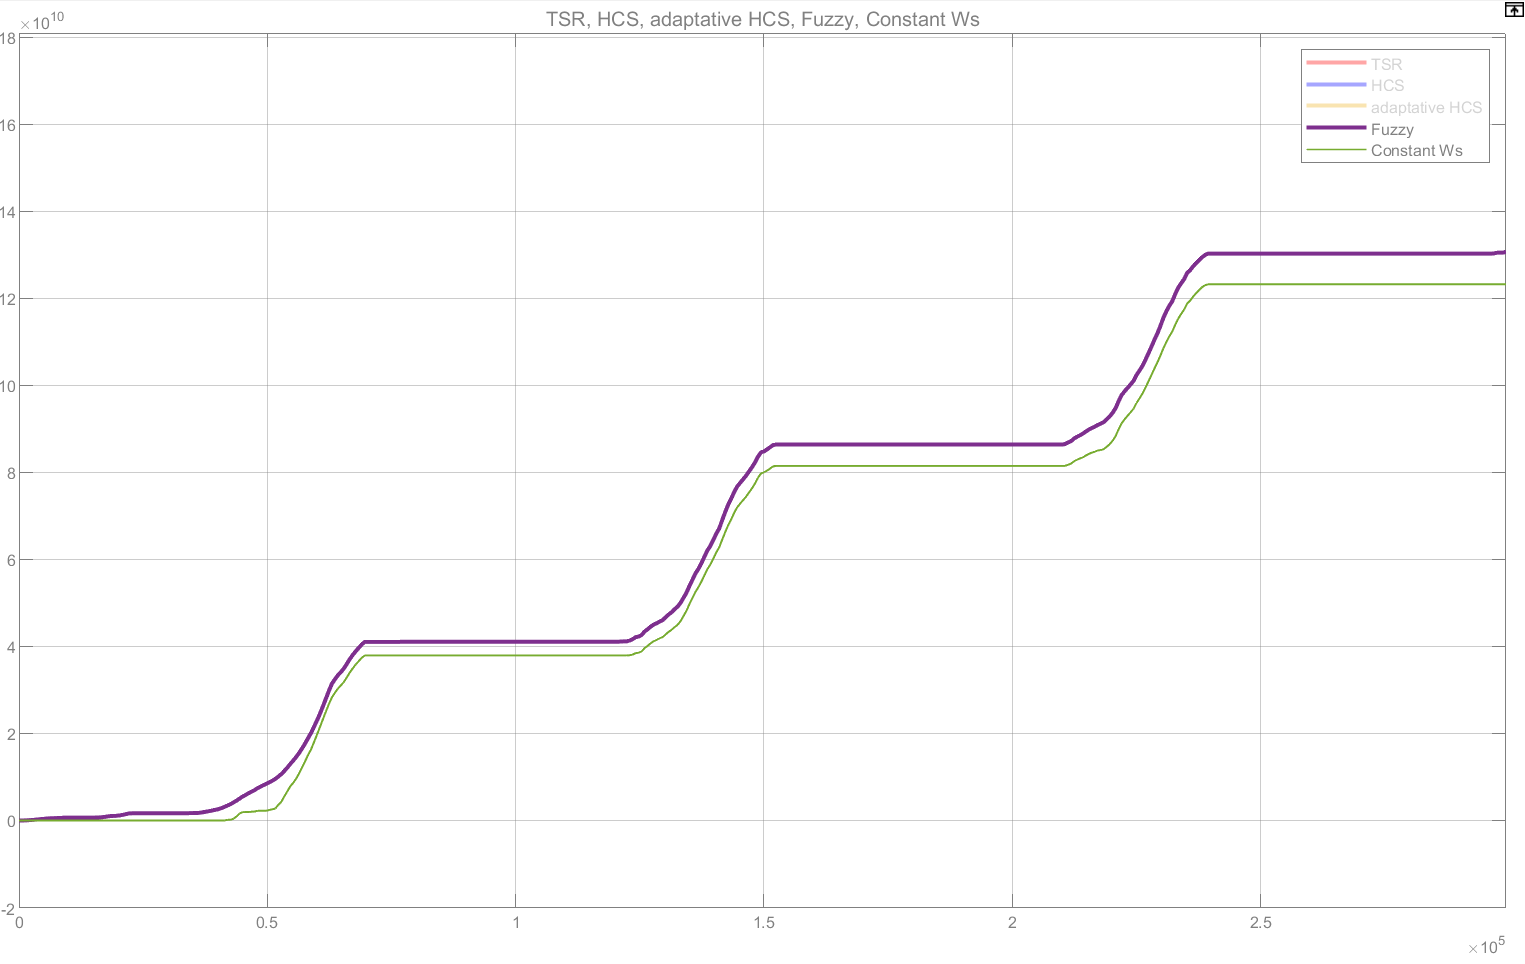 TSR, HCS, adaptative HCS, Fuzzy, Constant Ws
×10^10
18
16
14
12
10
8
6
4
2
0
-2
TSR
HCS
adaptative HCS
Fuzzy
Constant Ws
0 0.5 1 1.5 2 2.5
×10^5